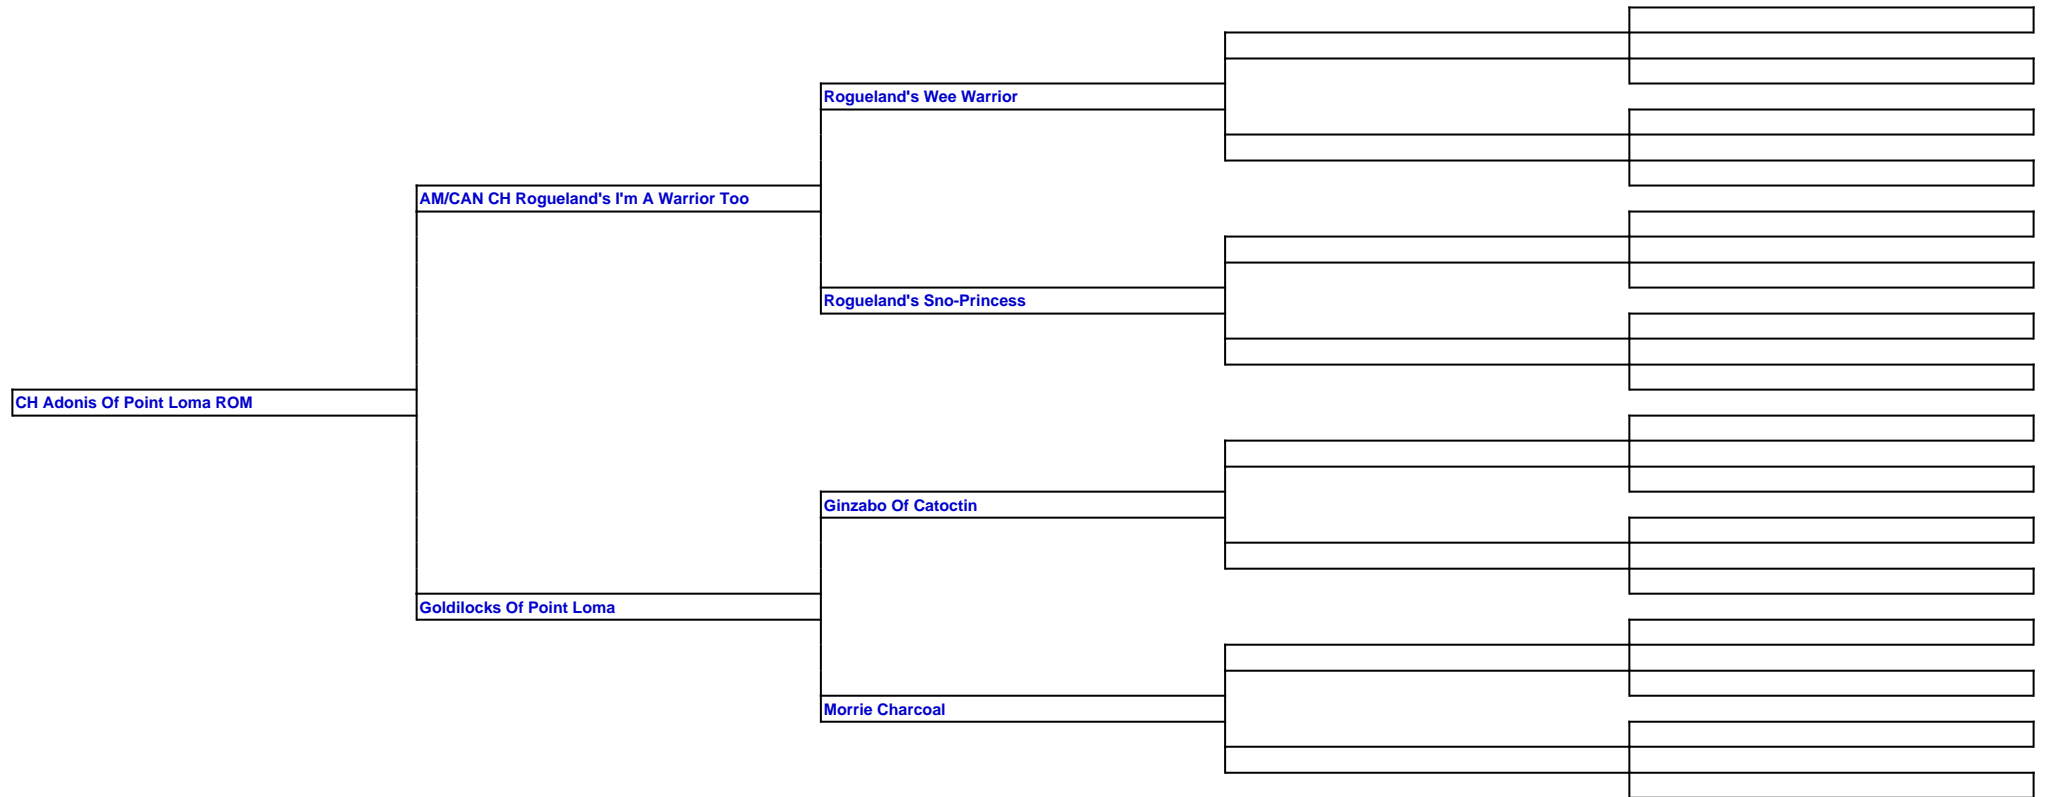 Rogueland's Wee Warrior
AM/CAN CH Rogueland's I'm A Warrior Too
Rogueland's Sno-Princess
CH Adonis Of Point Loma ROM
Ginzabo Of Catoctin
Goldilocks Of Point Loma
Morrie Charcoal